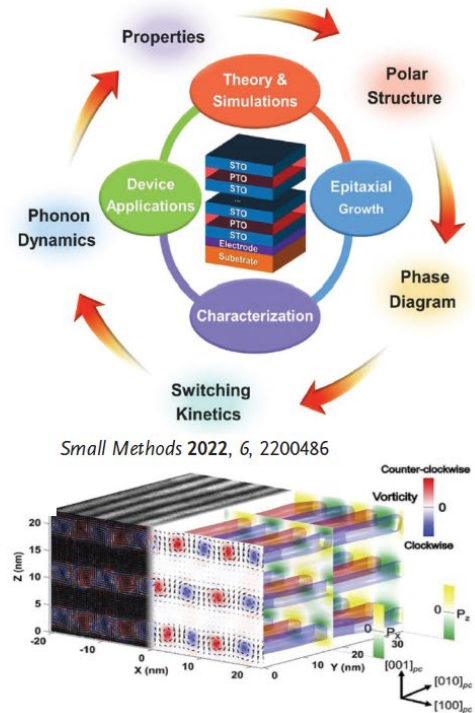 Properties
Theory &
Simulations
Polar
Structure
STO
PTO
STO
...
STO
PTO
STO
Electrode
Substrate
Device
Applications
Epitaxial
Growth
Phonon
Dynamics
Phase
Diagram
Characterization
Switching
Kinetics
Small Methods 2022, 6, 2200486
Counter-clockwise
Vorticity
0
Clockwise
Z (nm)
20
15
10
5
0
-20
-10
0
10
20
X (nm)
0
10
20
30
Y (nm)
0
Px
0
Pz
[001]pc
[010]pc
[100]pc